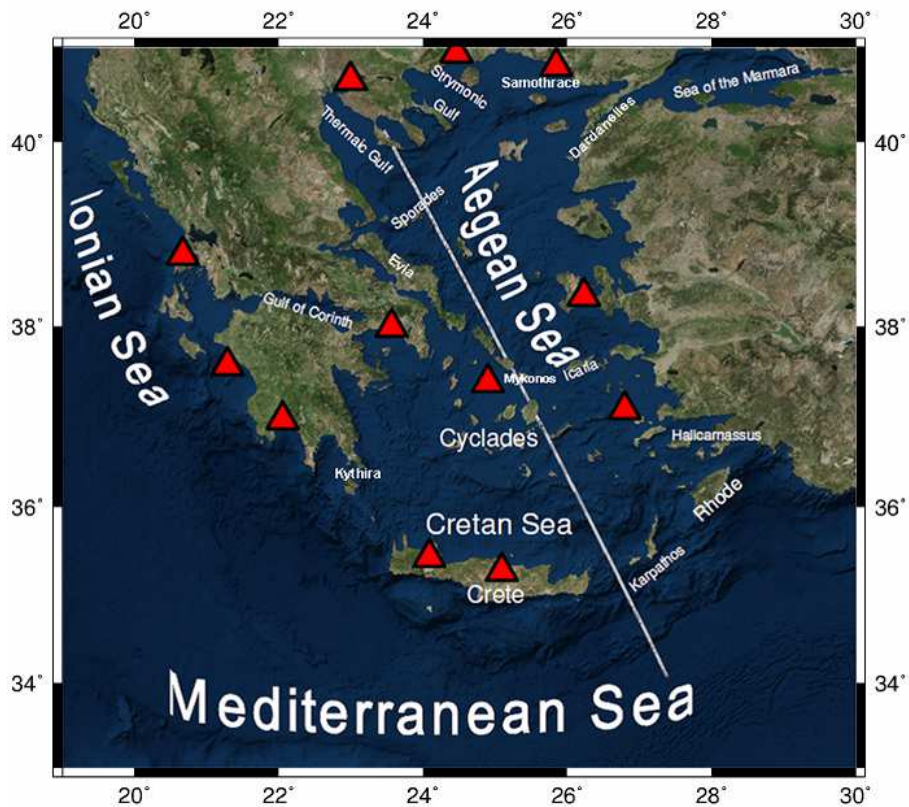 20° 22° 24° 26° 28° 30°
Strymonic
Gulf
Samothrace
Sea of the Marmara
Dardanelles
Thermaic Gulf
40° 40°
Aegean Sea
Ionian Sea
Sporades
Evia
Gulf of Corinth
38° 38°
Icaria
Mykonos
Cyclades
Halicarnassus
Kythira
Rhode
36° 36°
Cretan Sea
Karpathos
Crete
34° 34°
Mediterranean Sea
20° 22° 24° 26° 28° 30°